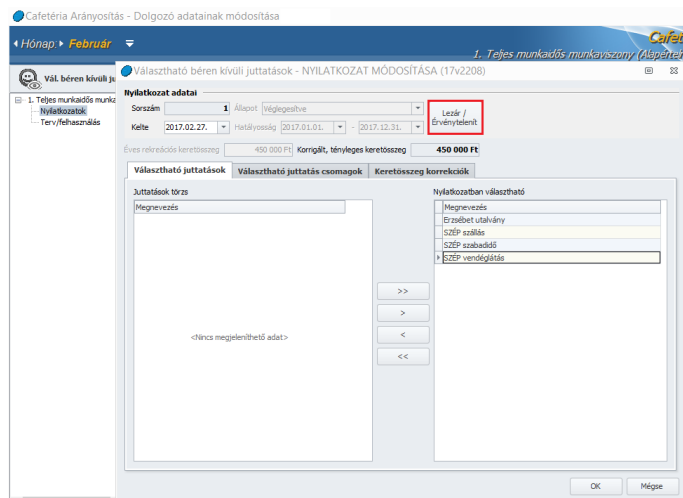 Cafetéria Arányosítás - Dolgozó adatainak módosítása
Hónap: Február
Cafet
1. Teljes munkaidős munkaviszony (Alapértel
Vál. béren kívüli ju
1. Teljes munkaidős munka
Nyilatkozatok
Terv/felhasználás
Választható béren kívüli juttatások - NYILATKOZAT MÓDOSÍTÁSA (17v2208)
Nyilatkozat adatai
Sorszám 1 Állapot Véglegesítve
Lezár /
Érvénytelenít
Kelte 2017.02.27. Hatályosság 2017.01.01. - 2017.12.31.
Éves rekreációs keretösszeg 450 000 Ft Korrigált, tényleges keretösszeg 450 000 Ft
Választható juttatások Választható juttatás csomagok Keretösszeg korrekciók
Juttatások törzs
Megnevezés
<Nincs megjeleníthető adat>
>>
>
<
<<
Nyilatkozatban választható
Megnevezés
Erzsébet utalvány
SZÉP szállás
SZÉP szabadidő
SZÉP vendéglátás
OK Mégse